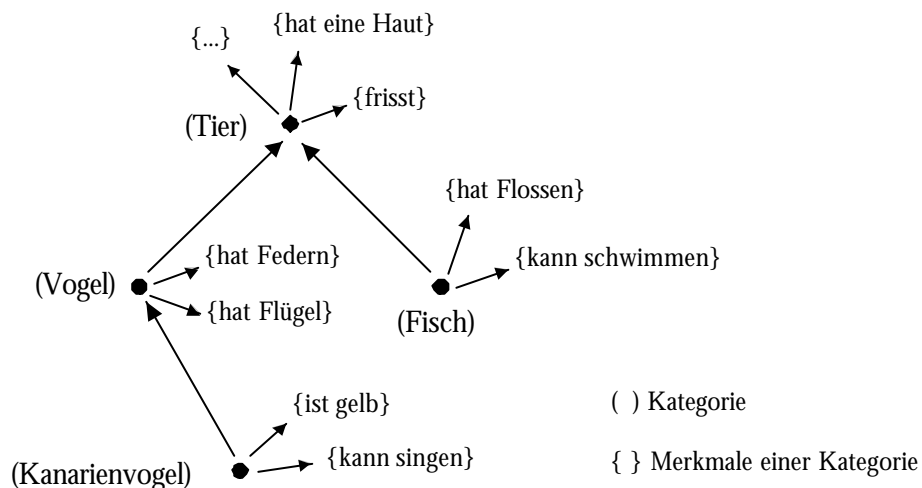 {...}
{hat eine Haut}
{frisst}
(Tier)
{hat Flossen}
{hat Federn}
{kann schwimmen}
(Vogel)
{hat Flügel}
(Fisch)
{ist gelb}
( ) Kategorie
(Kanarienvogel)
{kann singen}
{ } Merkmale einer Kategorie